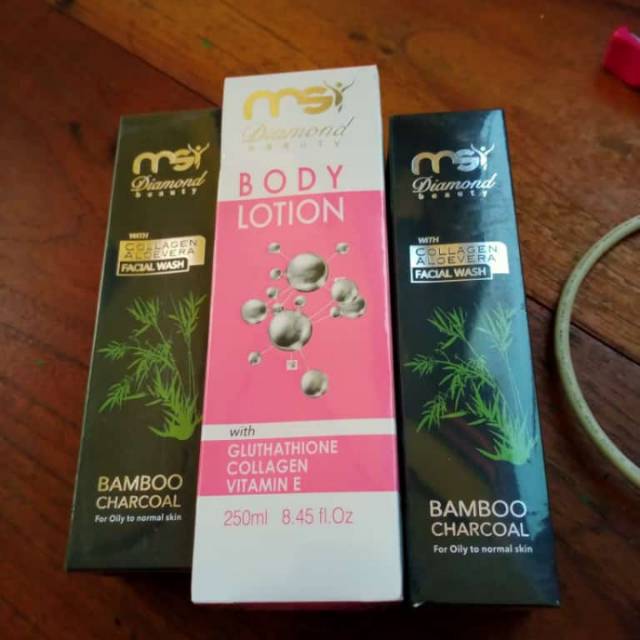 msi
Diamond
beauty
WITH
COLLAGEN
ALOEVERA
FACIAL WASH
BAMBOO
CHARCOAL
For Oily to normal skin
msi
Diamond
BEAUTY
BODY
LOTION
with
GLUTHATHIONE
COLLAGEN
VITAMIN E
250ml 8.45 fl.Oz
msi
Diamond
beauty
WITH
COLLAGEN
ALOEVERA
FACIAL WASH
BAMBOO
CHARCOAL
For Oily to normal skin